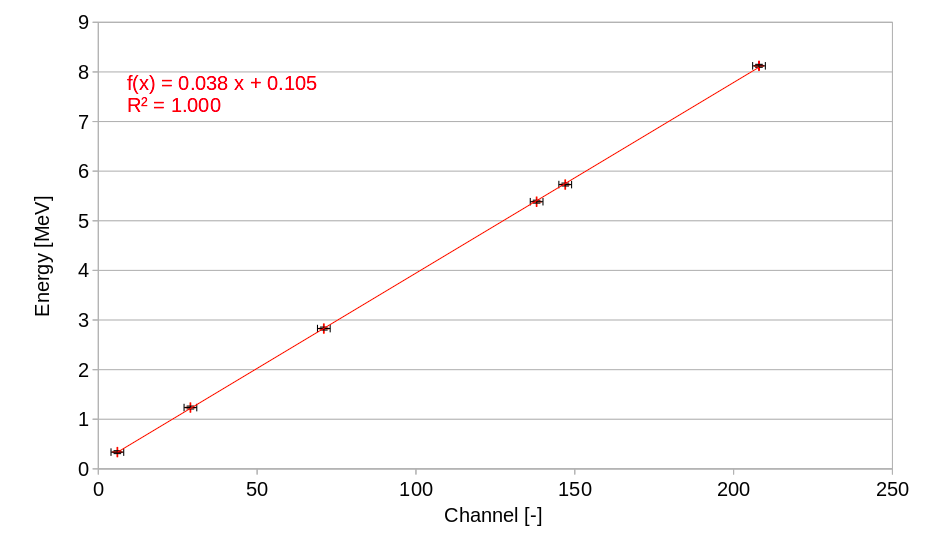 9
8
f(x) = 0.038 x + 0.105
R² = 1.000
7
6
5
4
3
2
1
0
Energy [MeV]
0 50 100 150 200 250
Channel [-]